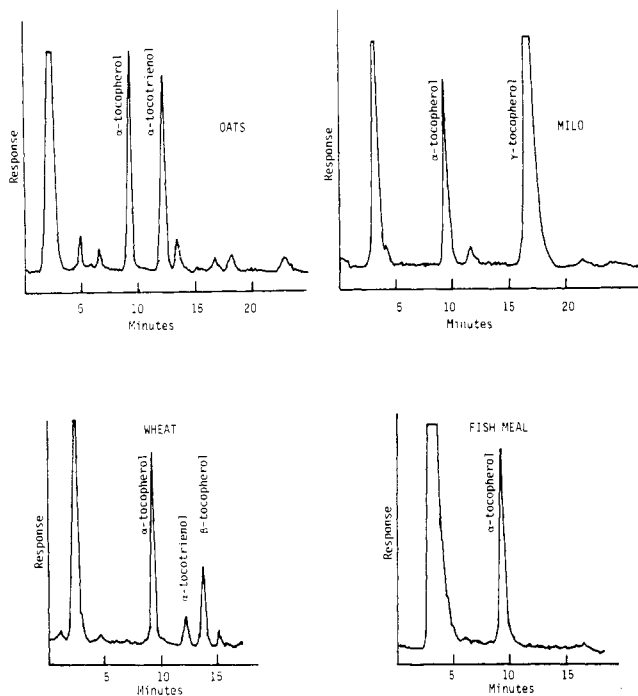 Response
α-tocopherol
α-tocotrienol
OATS
5
10
15
20
Minutes
Response
α-tocopherol
γ-tocopherol
MILO
5
10
15
20
Minutes
Response
WHEAT
α-tocopherol
α-tocotrienol
β-tocopherol
5
10
15
Minutes
Response
FISH MEAL
α-tocopherol
5
10
15
Minutes